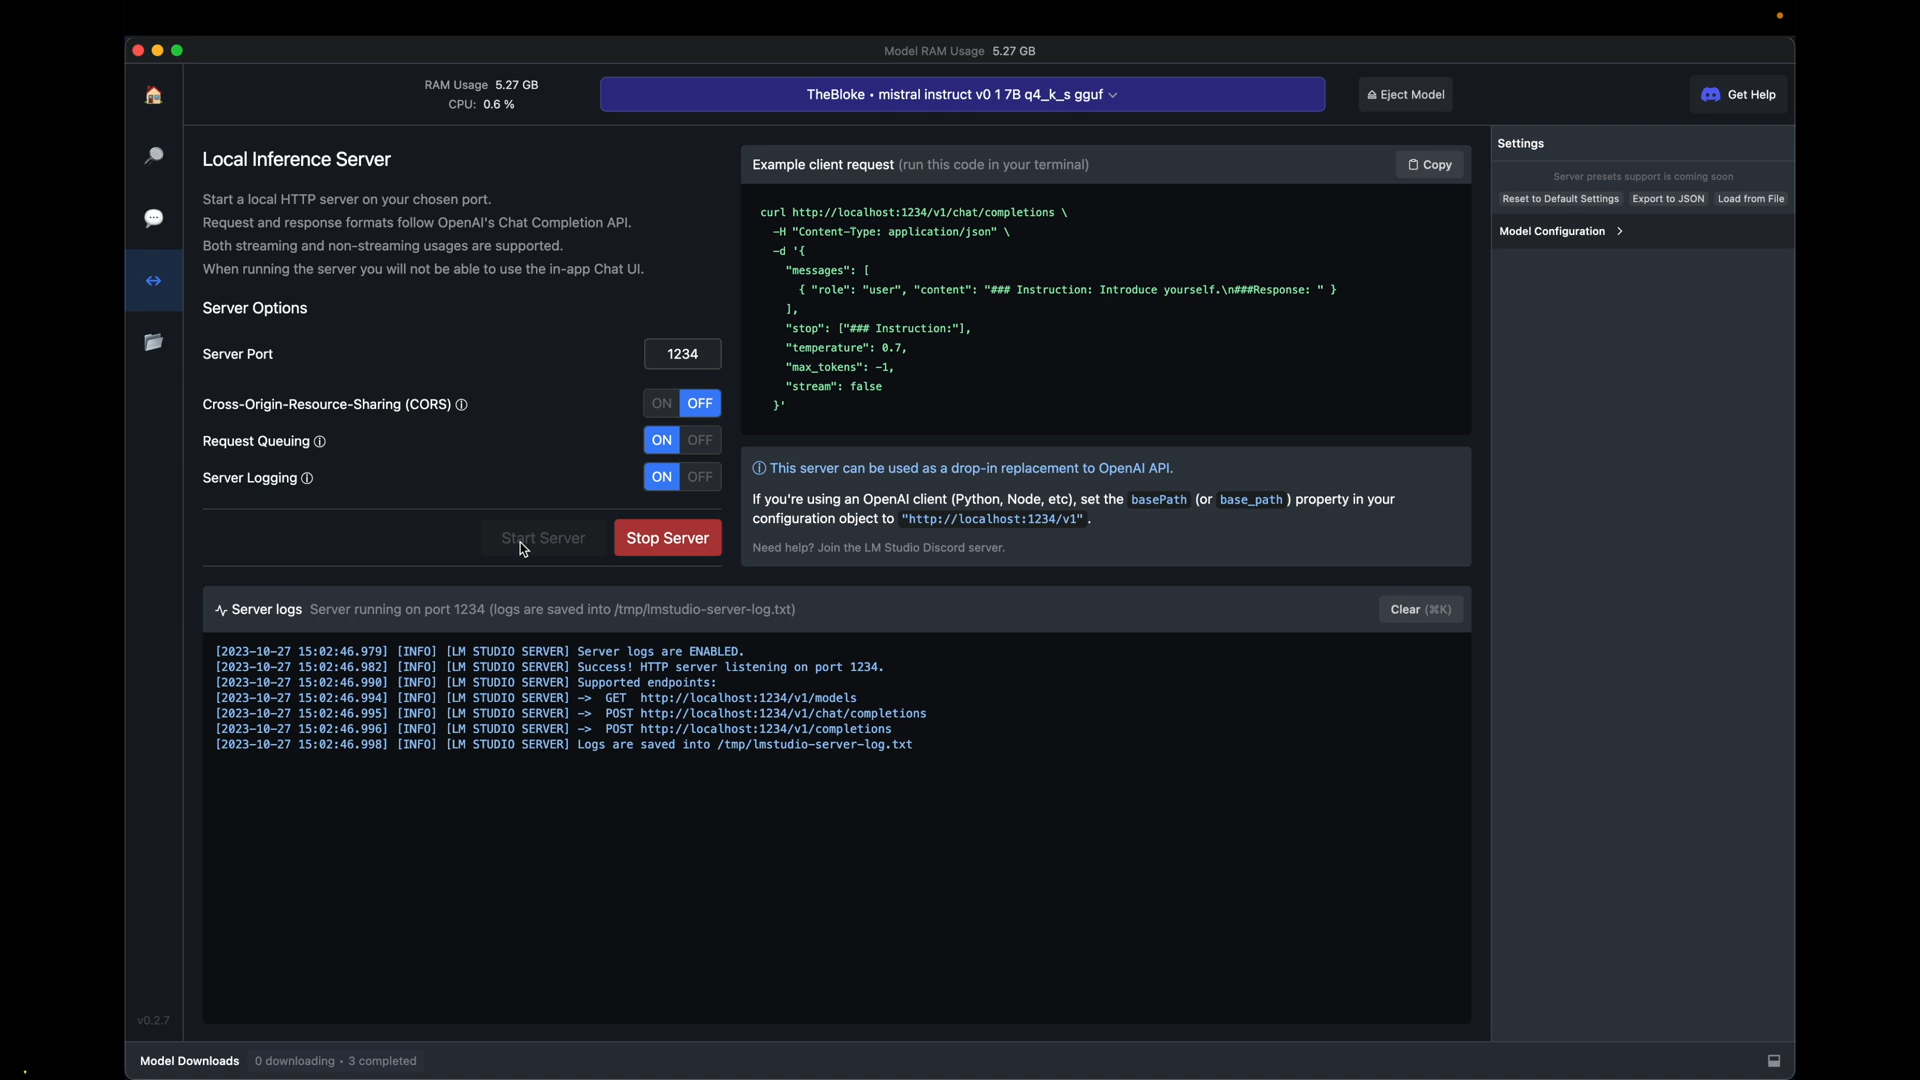 Model RAM Usage 5.27 GB
RAM Usage 5.27 GB
CPU: 0.6 %
TheBloke • mistral instruct v0 1 7B q4_k_s gguf
Eject Model
Get Help
Local Inference Server
Start a local HTTP server on your chosen port.
Request and response formats follow OpenAI's Chat Completion API.
Both streaming and non-streaming usages are supported.
When running the server you will not be able to use the in-app Chat UI.
Server Options
Server Port 1234
Cross-Origin-Resource-Sharing (CORS) ON OFF
Request Queuing ON OFF
Server Logging ON OFF
Start Server Stop Server
Example client request (run this code in your terminal) Copy
curl http://localhost:1234/v1/chat/completions \
-H "Content-Type: application/json" \
-d '{
"messages": [
{ "role": "user", "content": "### Instruction: Introduce yourself.\n###Response: " }
],
"stop": ["### Instruction:"],
"temperature": 0.7,
"max_tokens": -1,
"stream": false
}'
This server can be used as a drop-in replacement to OpenAI API.
If you're using an OpenAI client (Python, Node, etc), set the basePath (or base_path) property in your
configuration object to "http://localhost:1234/v1".
Need help? Join the LM Studio Discord server.
Settings
Server presets support is coming soon
Reset to Default Settings Export to JSON Load from File
Model Configuration
Server logs Server running on port 1234 (logs are saved into /tmp/lmstudio-server-log.txt) Clear (⌘K)
[2023-10-27 15:02:46.979] [INFO] [LM STUDIO SERVER] Server logs are ENABLED.
[2023-10-27 15:02:46.982] [INFO] [LM STUDIO SERVER] Success! HTTP server listening on port 1234.
[2023-10-27 15:02:46.990] [INFO] [LM STUDIO SERVER] Supported endpoints:
[2023-10-27 15:02:46.994] [INFO] [LM STUDIO SERVER] -> GET http://localhost:1234/v1/models
[2023-10-27 15:02:46.995] [INFO] [LM STUDIO SERVER] -> POST http://localhost:1234/v1/chat/completions
[2023-10-27 15:02:46.996] [INFO] [LM STUDIO SERVER] -> POST http://localhost:1234/v1/completions
[2023-10-27 15:02:46.998] [INFO] [LM STUDIO SERVER] Logs are saved into /tmp/lmstudio-server-log.txt
v0.2.7
Model Downloads 0 downloading • 3 completed